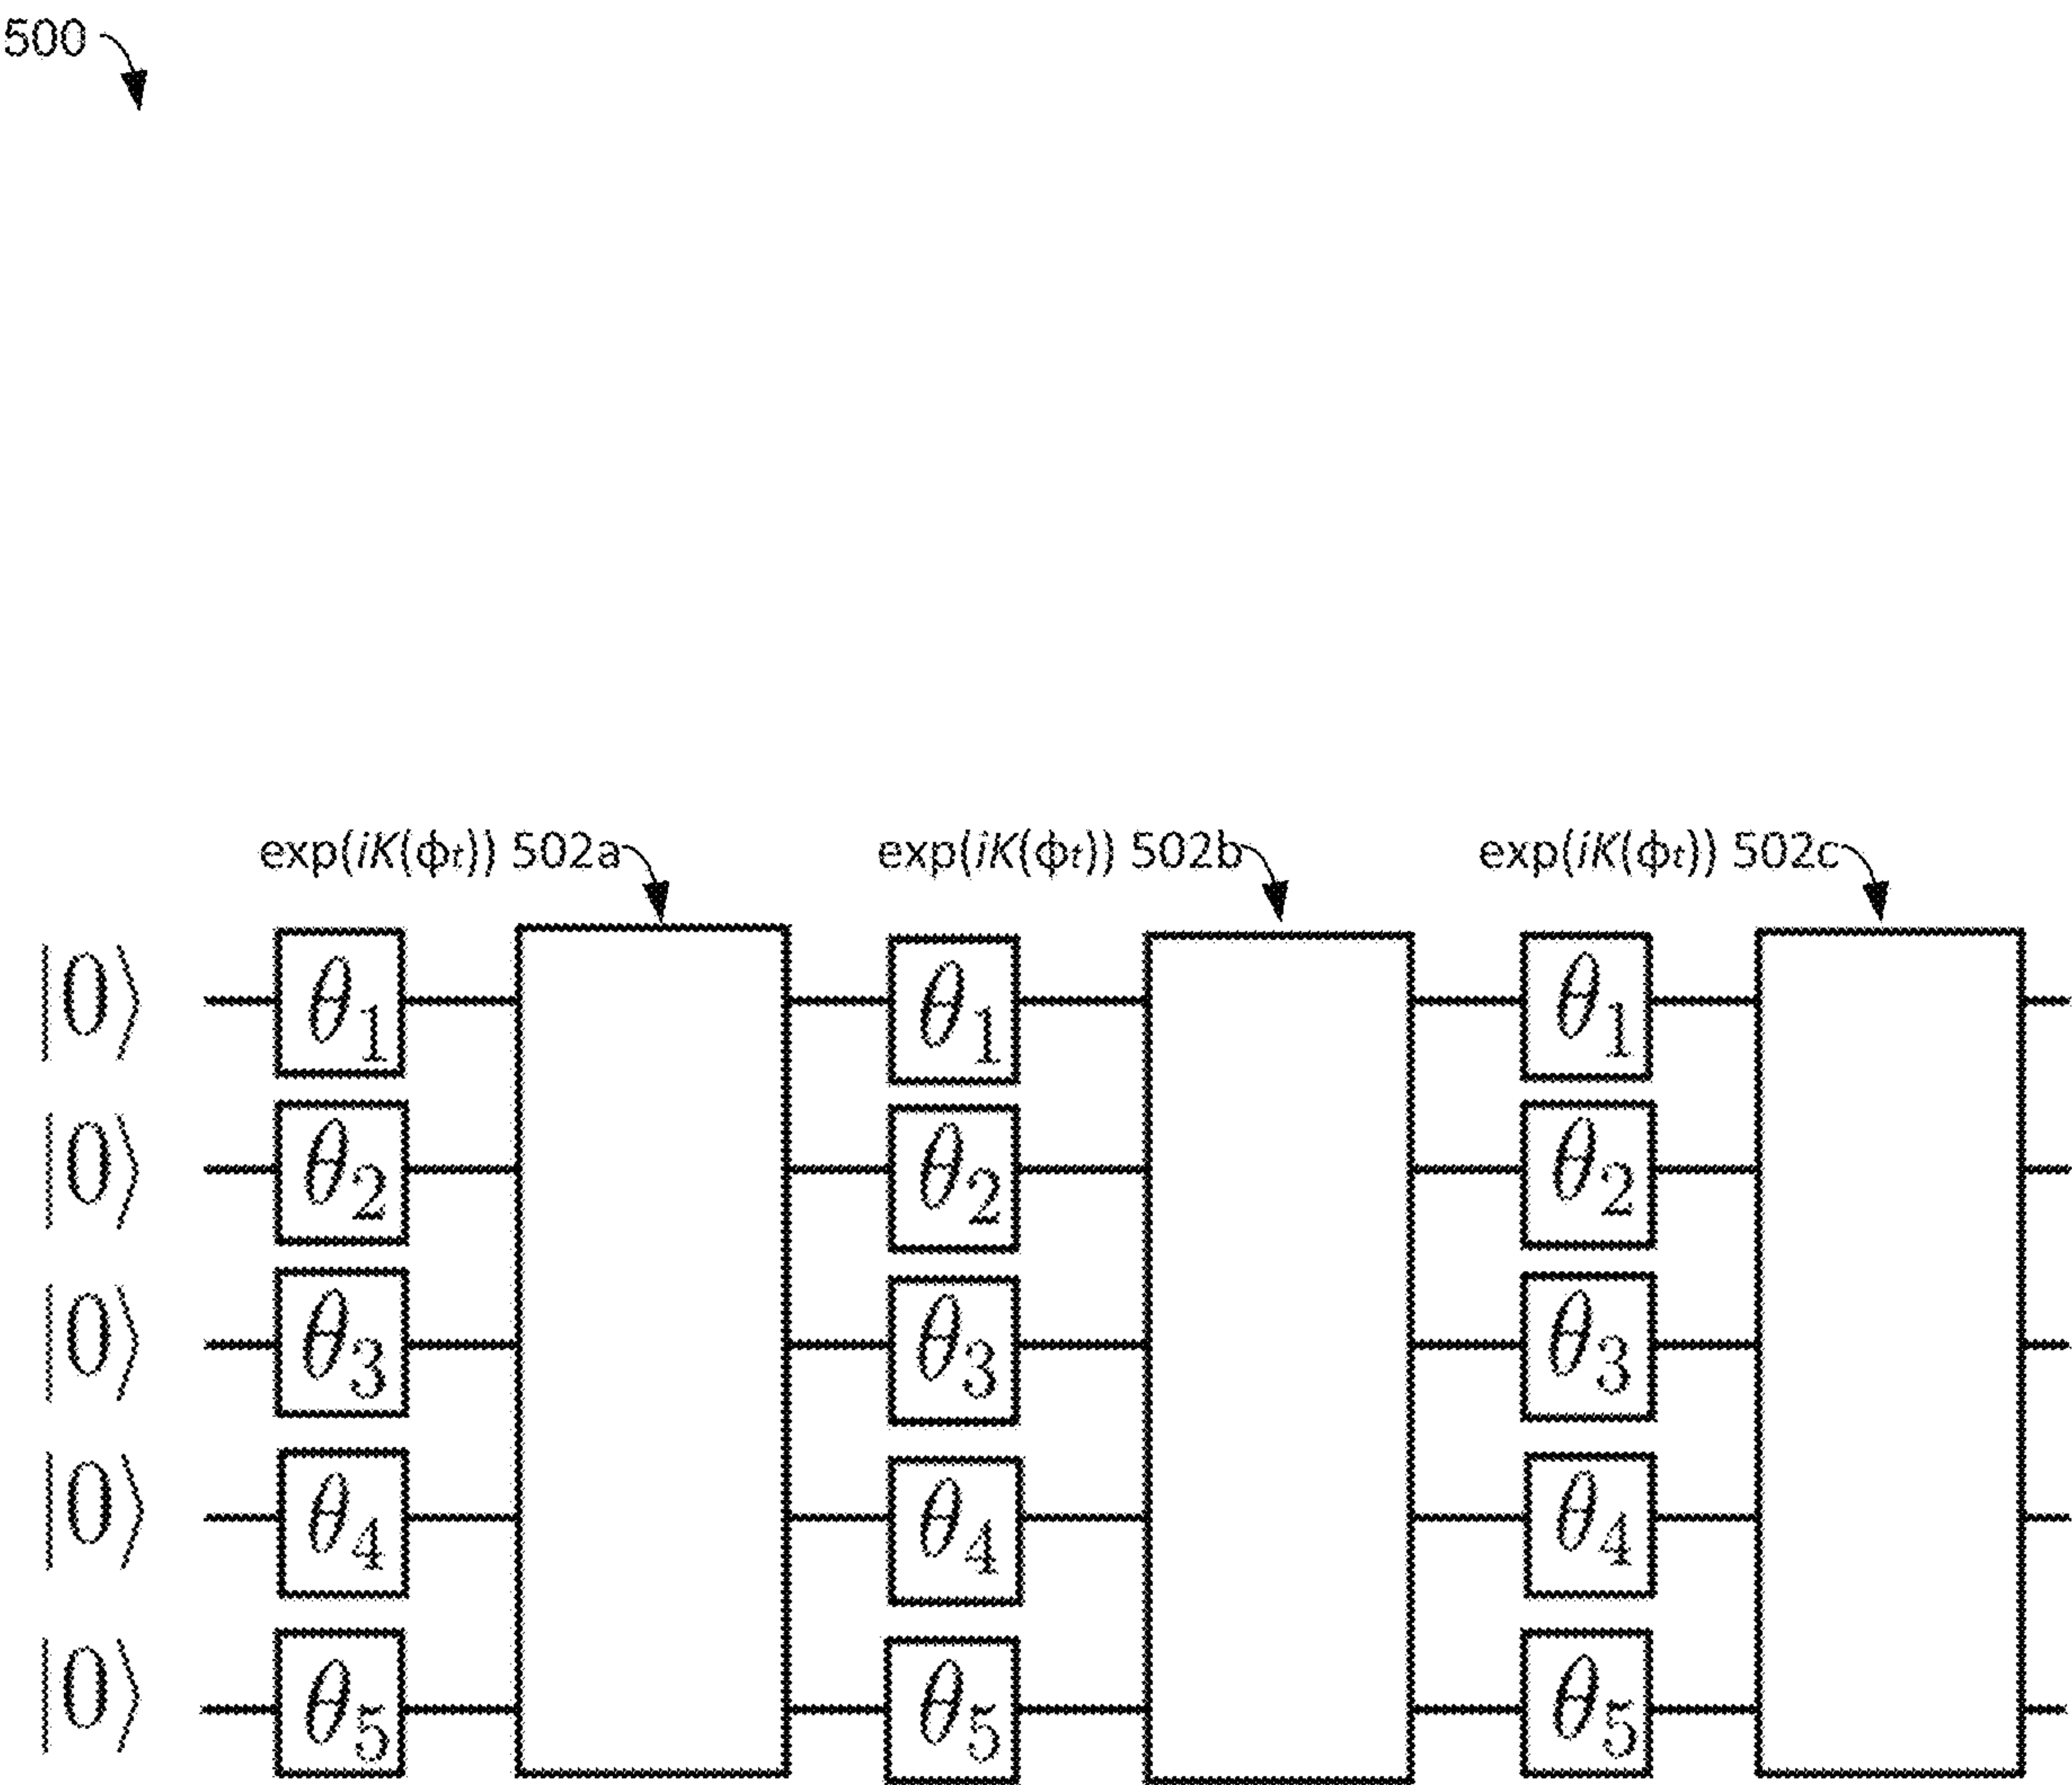 500
exp(iK(ϕt)) 502a exp(iK(ϕt)) 502b exp(iK(ϕt)) 502c
|0⟩ θ1 θ1 θ1
|0⟩ θ2 θ2 θ2
|0⟩ θ3 θ3 θ3
|0⟩ θ4 θ4 θ4
|0⟩ θ5 θ5 θ5